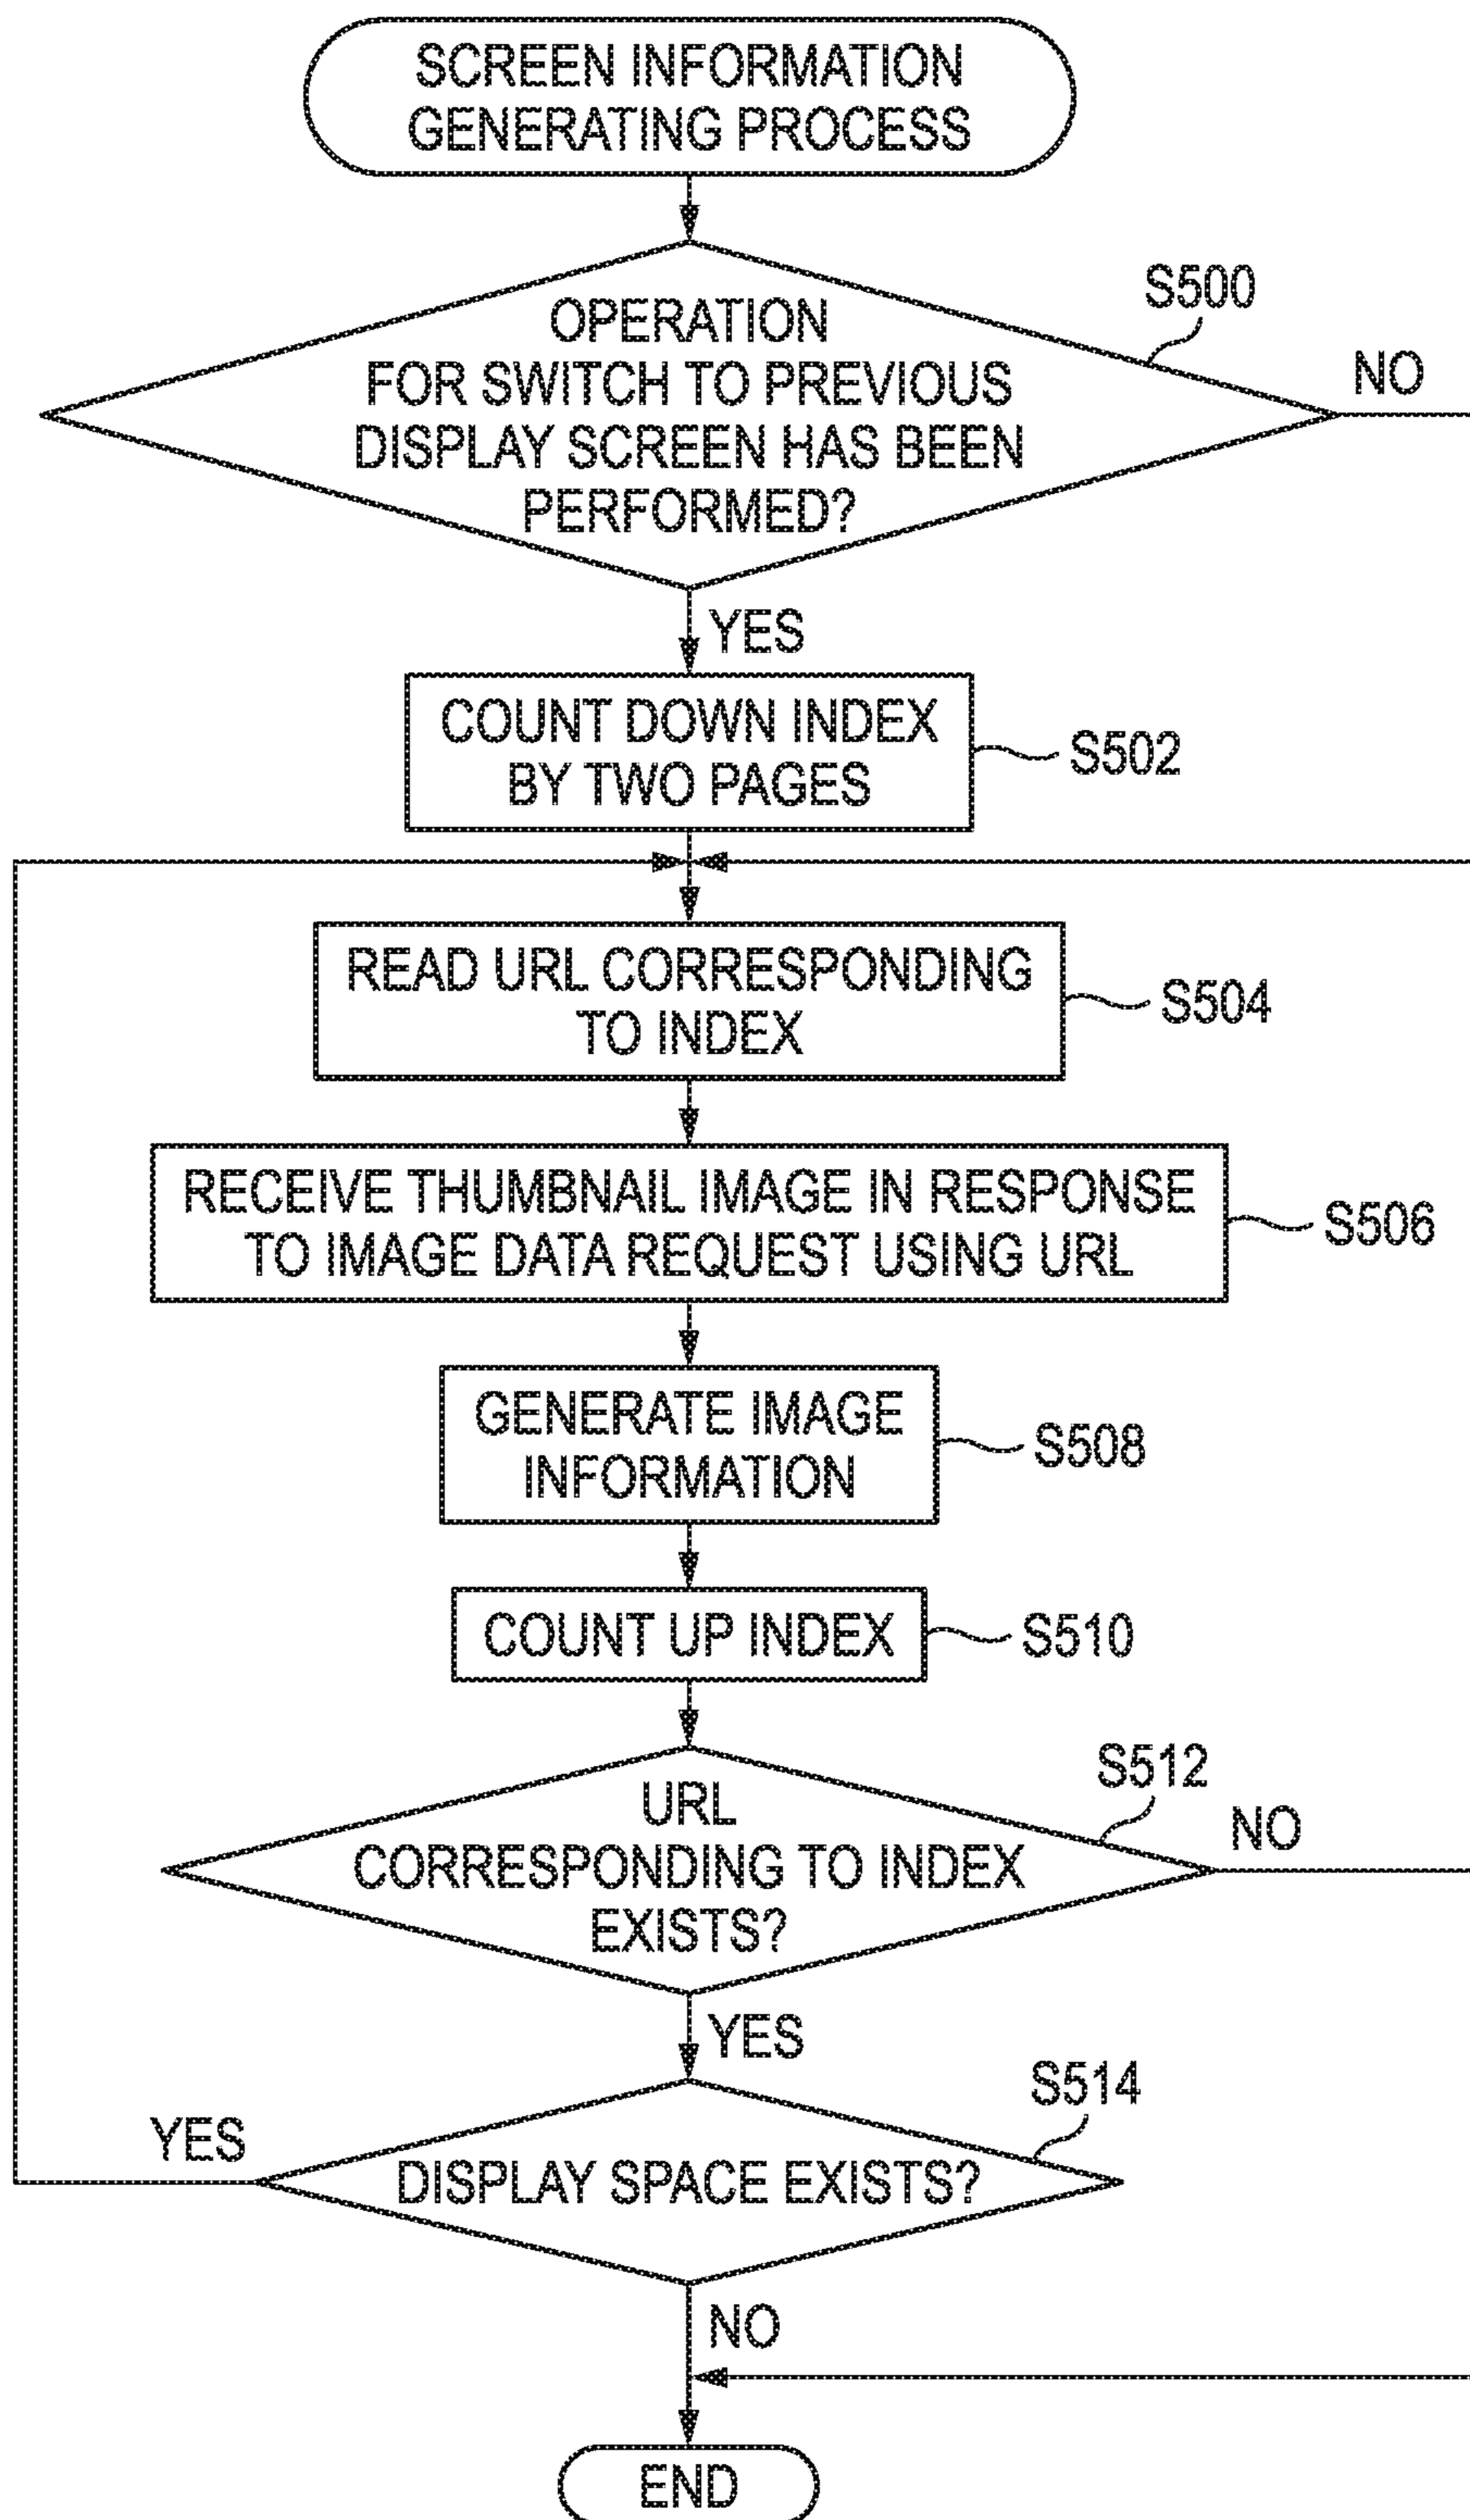 SCREEN INFORMATION
GENERATING PROCESS
S500
OPERATION
FOR SWITCH TO PREVIOUS
DISPLAY SCREEN HAS BEEN
PERFORMED?
NO
YES
COUNT DOWN INDEX
BY TWO PAGES
S502
READ URL CORRESPONDING
TO INDEX
S504
RECEIVE THUMBNAIL IMAGE IN RESPONSE
TO IMAGE DATA REQUEST USING URL
S506
GENERATE IMAGE
INFORMATION
S508
COUNT UP INDEX
S510
S512
URL
CORRESPONDING TO INDEX
EXISTS?
NO
YES
S514
YES
DISPLAY SPACE EXISTS?
NO
END